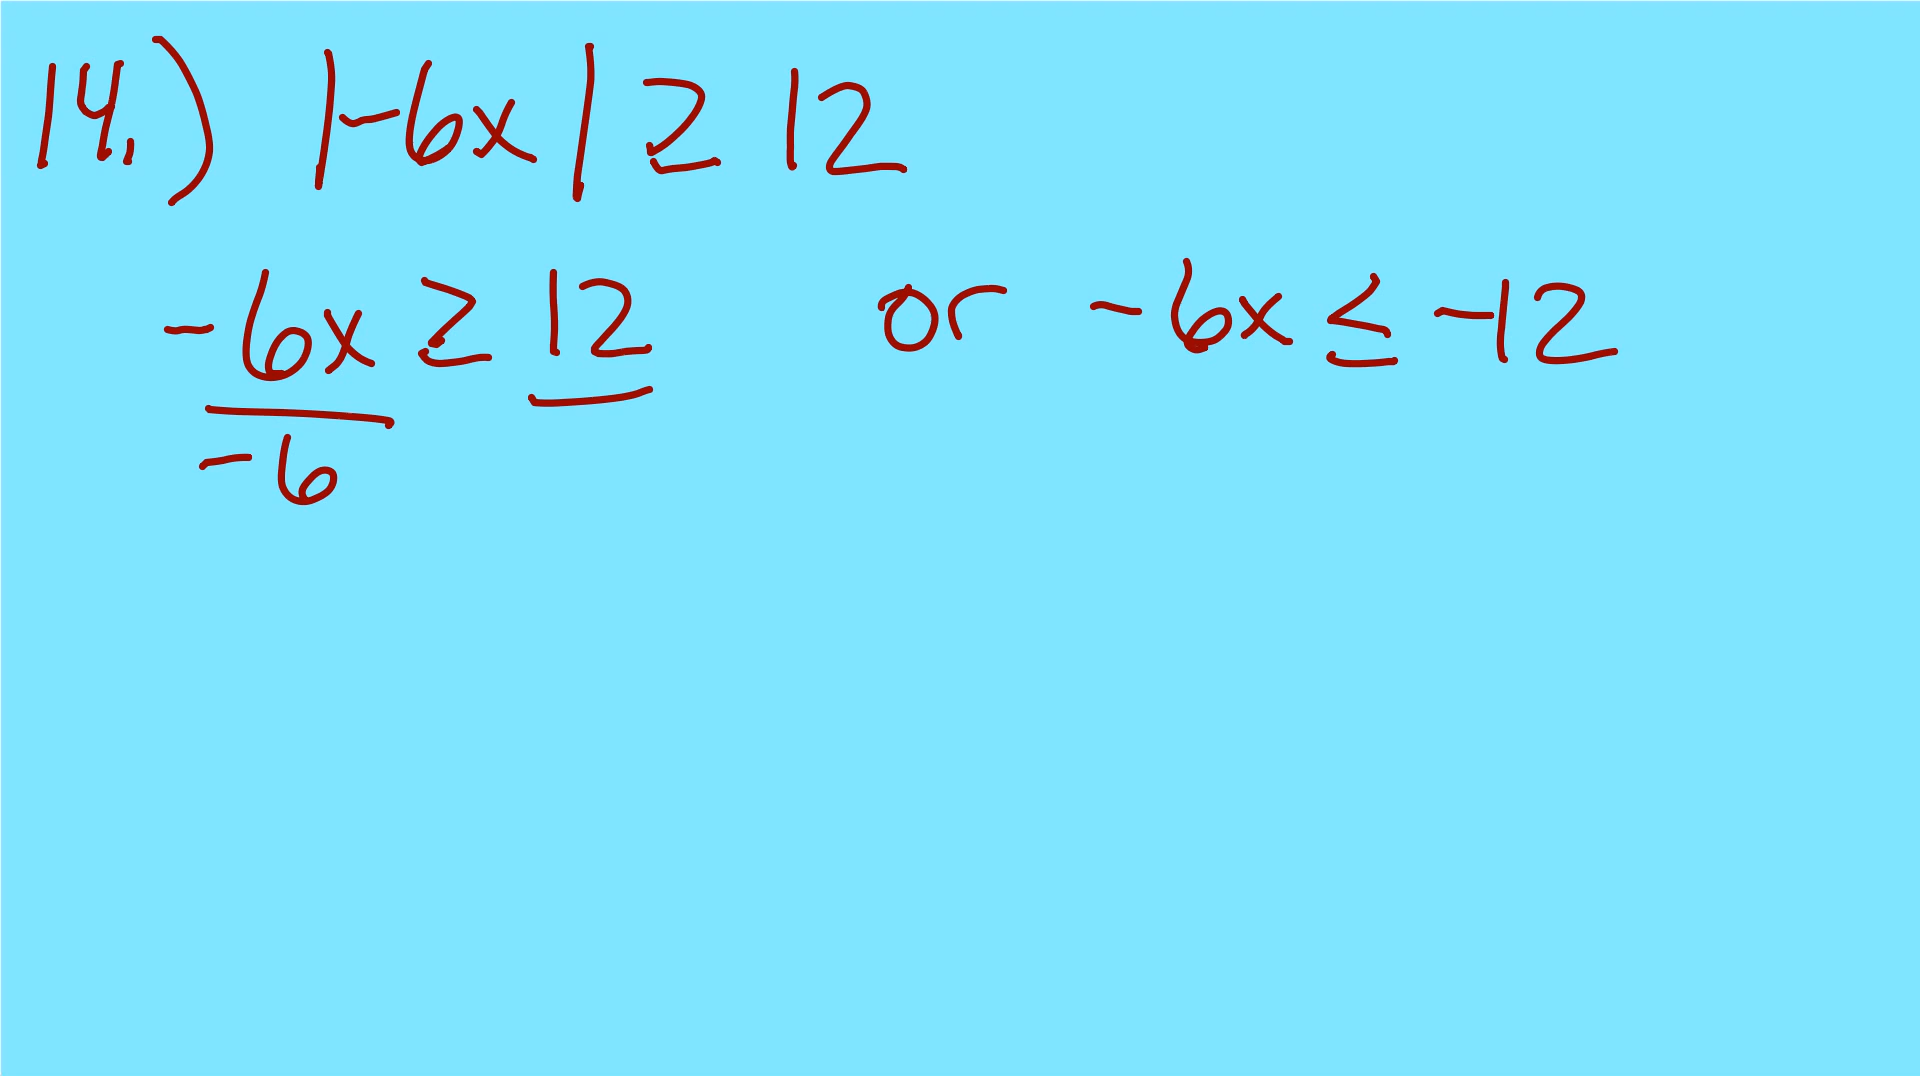 14.) |-6x| ≥ 12
-6x ≥ 12 or -6x ≤ -12
-6